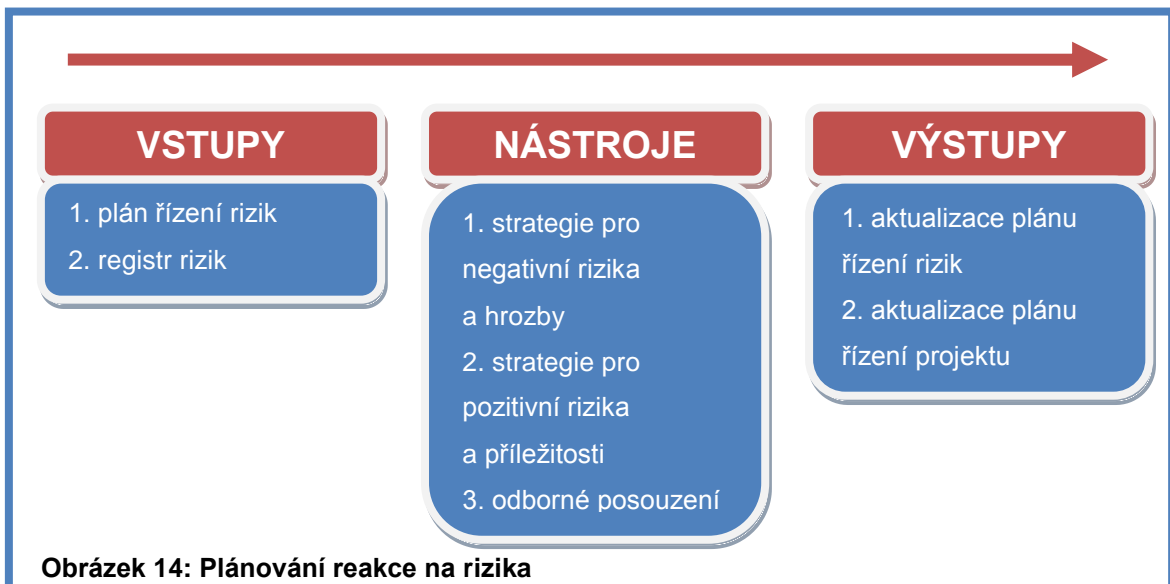 VSTUPY
1. plán řízení rizik
2. registr rizik
NÁSTROJE
1. strategie pro
negativní rizika
a hrozby
2. strategie pro
pozitivní rizika
a příležitosti
3. odborné posouzení
VÝSTUPY
1. aktualizace plánu
řízení rizik
2. aktualizace plánu
řízení projektu
Obrázek 14: Plánování reakce na rizika